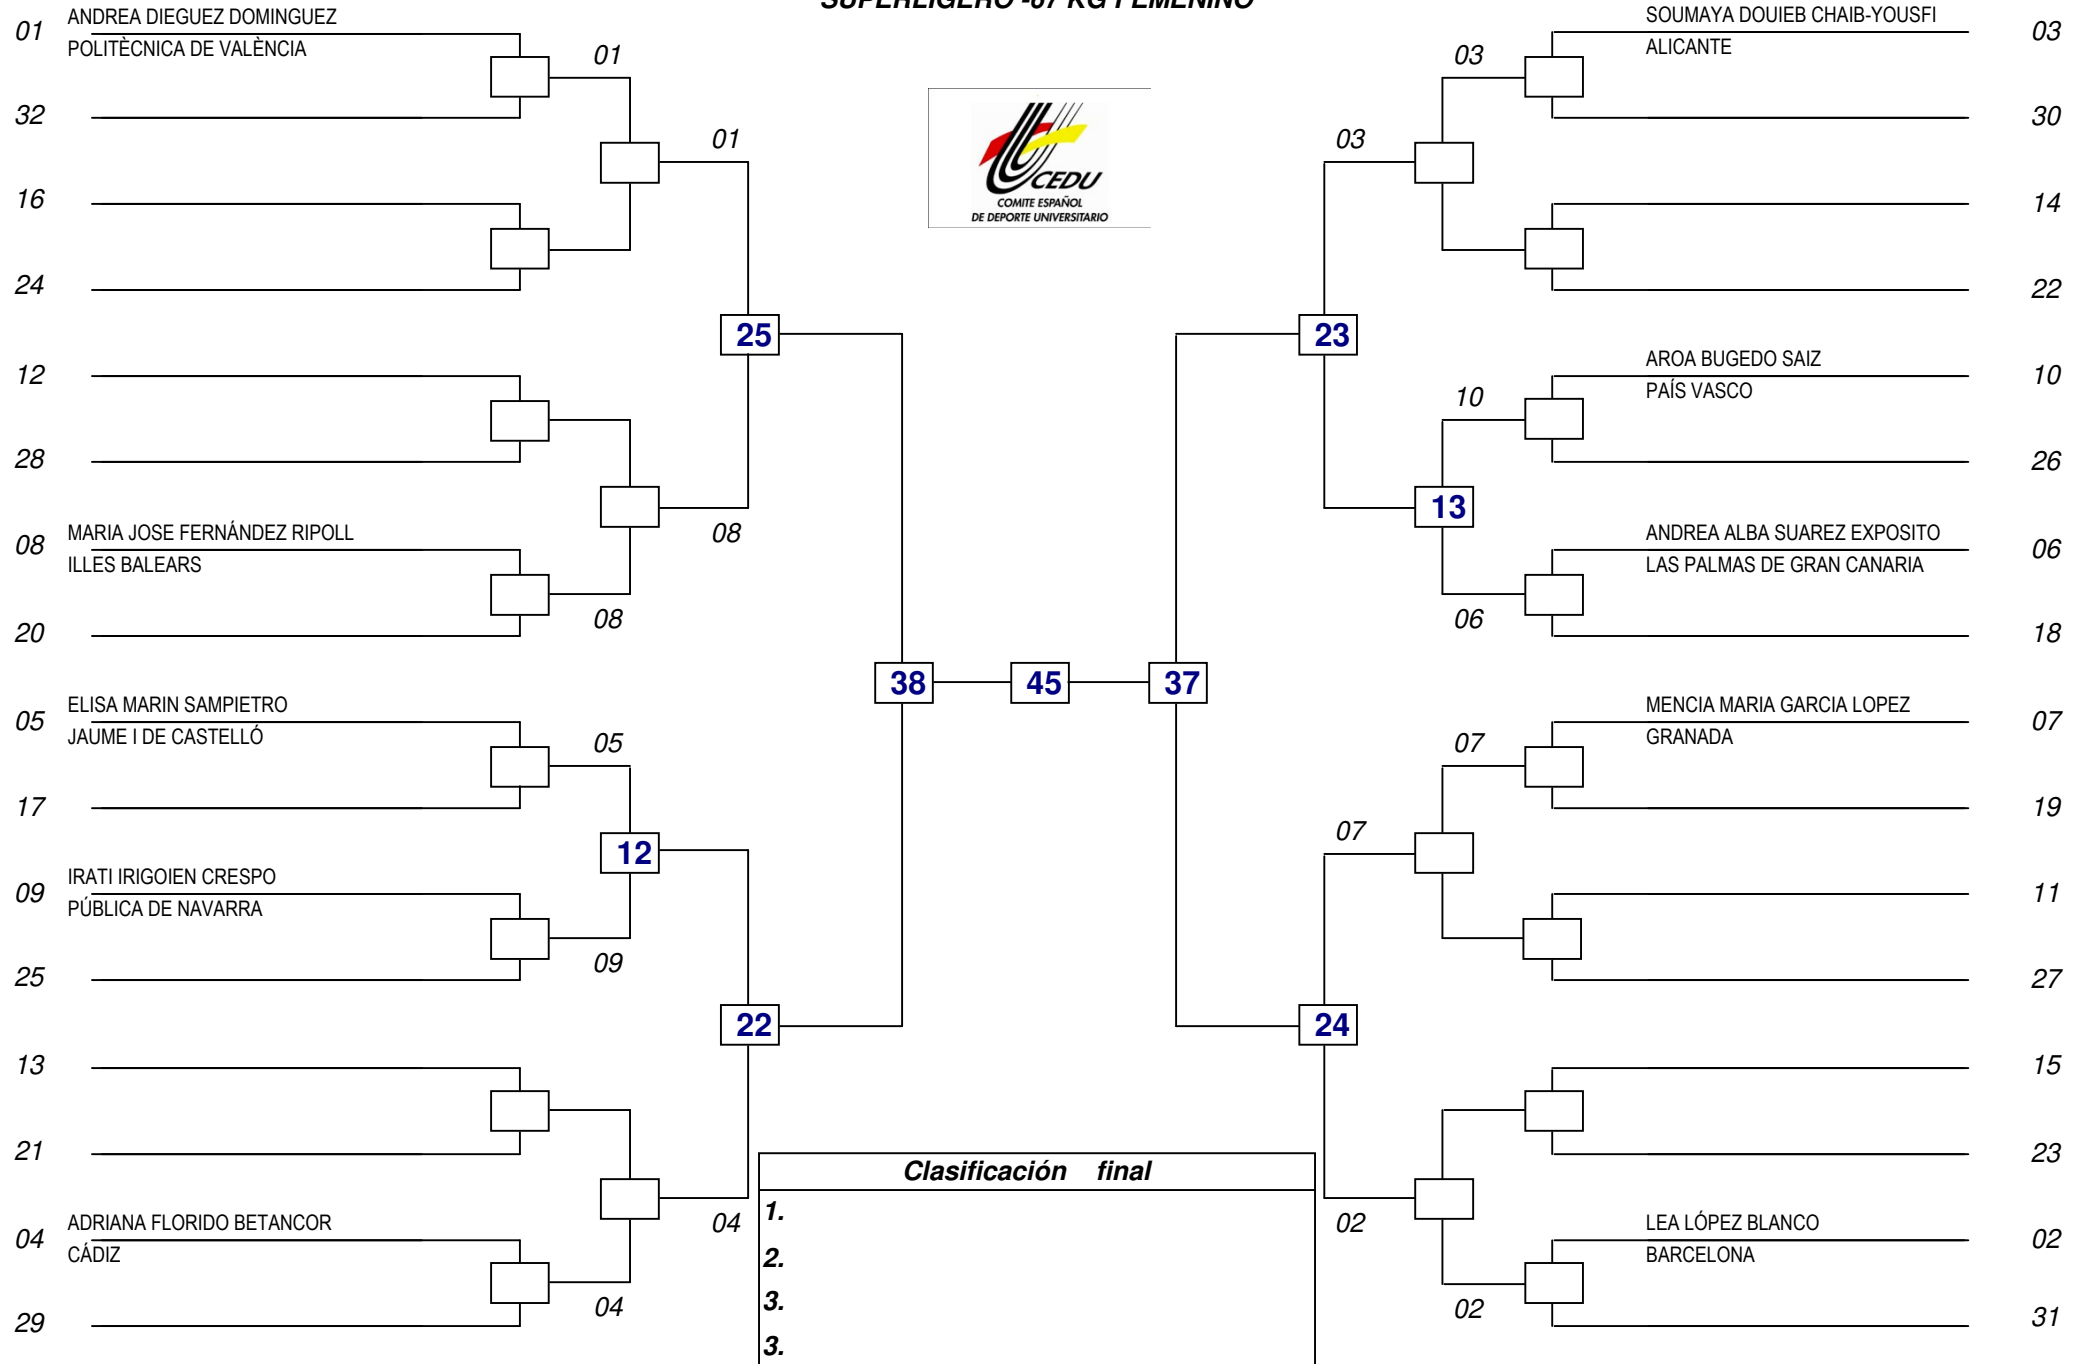 SUPERLIGERO -67 KG FEMENINO
01 ANDREA DIEGUEZ DOMINGUEZ
POLITÈCNICA DE VALÈNCIA
01
32
01
16
24
25
12
28
08
MARIA JOSE FERNÁNDEZ RIPOLL
08
ILLES BALEARS
08
20
ELISA MARIN SAMPIETRO
05
JAUME I DE CASTELLÓ
05
17
12
IRATI IRIGOIEN CRESPO
09
PÚBLICA DE NAVARRA
09
25
22
13
21
04
ADRIANA FLORIDO BETANCOR
04
CÁDIZ
04
29
CEDU
COMITE ESPAÑOL
DE DEPORTE UNIVERSITARIO
38 45 37
Clasificación final
1.
2.
3.
3.
SOUMAYA DOUIEB CHAIB-YOUSFI
03
ALICANTE
03
30
03
14
22
23
AROA BUGEDO SAIZ
10
PAÍS VASCO
10
26
13
ANDREA ALBA SUAREZ EXPOSITO
06
LAS PALMAS DE GRAN CANARIA
06
18
MENCIA MARIA GARCIA LOPEZ
07
GRANADA
07
19
07
11
27
24
15
23
02
LEA LÓPEZ BLANCO
02
BARCELONA
02
31